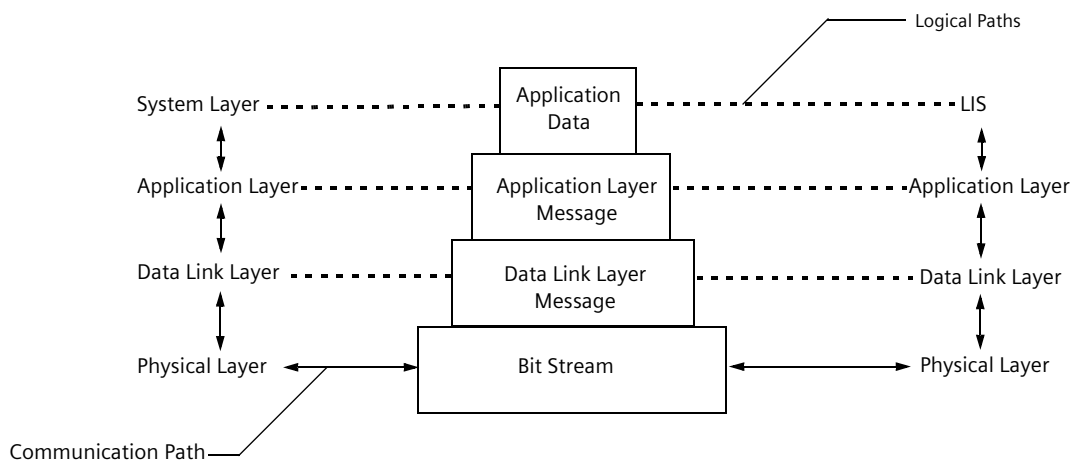 Logical Paths
System Layer
Application
Data
LIS
Application Layer
Application Layer
Message
Application Layer
Data Link Layer
Data Link Layer
Message
Data Link Layer
Physical Layer
Bit Stream
Physical Layer
Communication Path